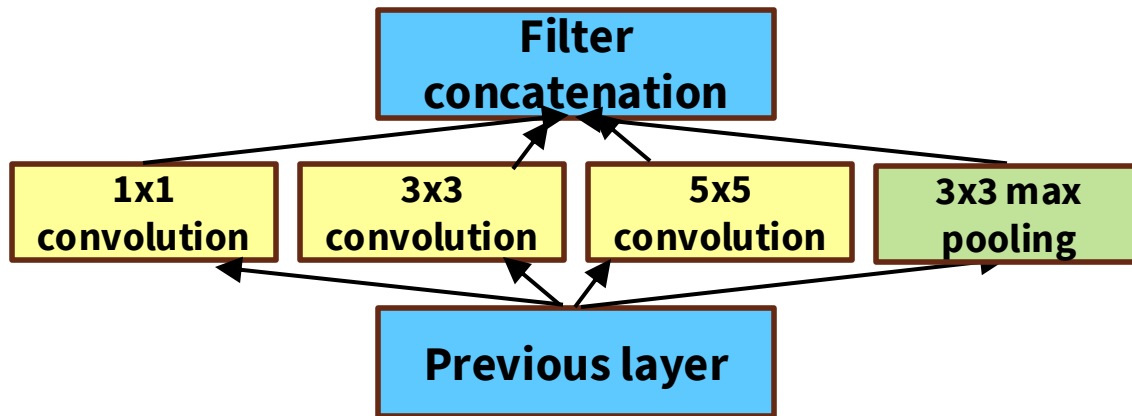 Filter
concatenation
1x1
convolution
3x3
convolution
5x5
convolution
3x3 max
pooling
Previous layer